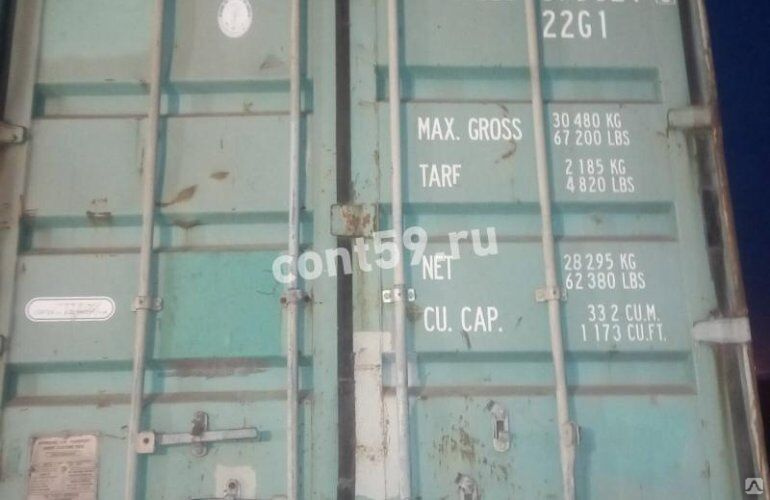 22G1
MAX. GROSS 30 480 KG
67 200 LBS
TARF 2 185 KG
4 820 LBS
cont59.ru
NET 28 295 KG
62 380 LBS
CU. CAP. 33 2 CU.M.
1 173 CU.FT.